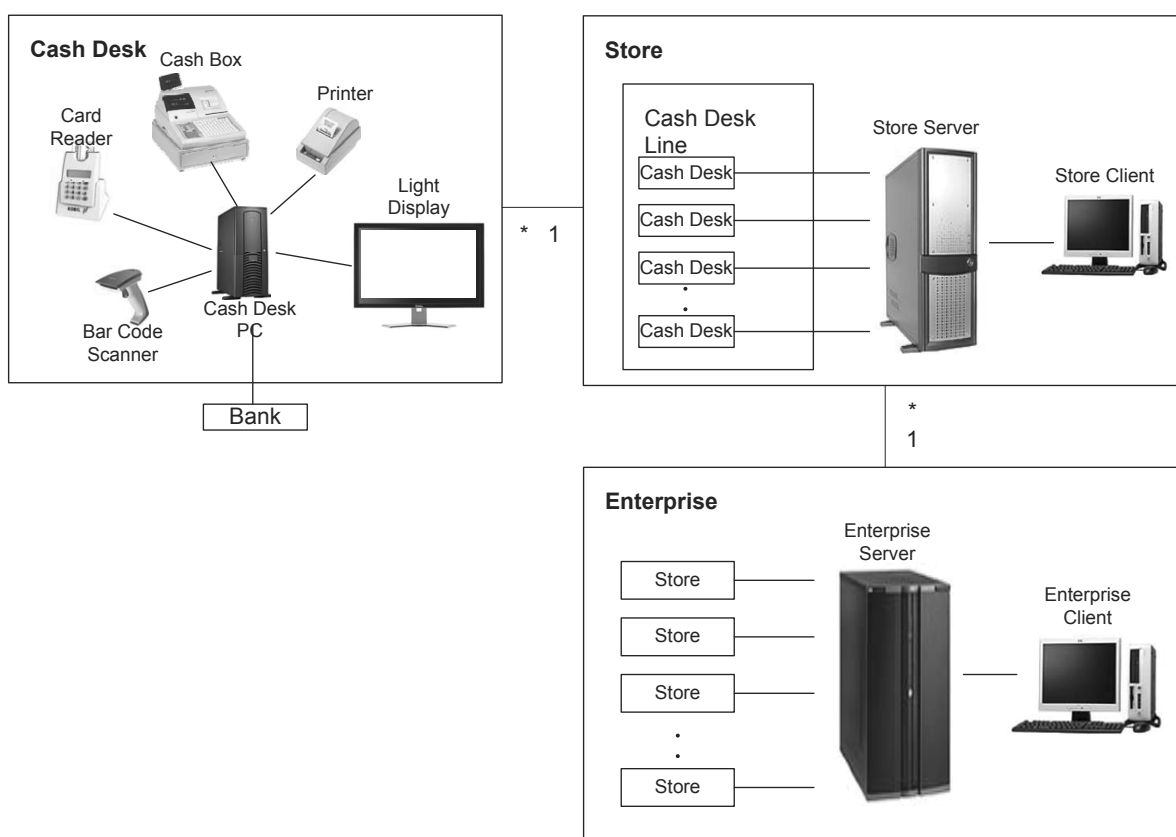 Cash Desk
Cash Box
Printer
Card
Reader
Light
Display
Bar Code
Scanner
Cash Desk
PC
Bank
* 1
Store
Cash Desk
Line
Cash Desk
Cash Desk
Cash Desk
.
.
Cash Desk
Store Server
Store Client
*
1
Enterprise
Store
Store
Store
.
.
Store
Enterprise
Server
Enterprise
Client